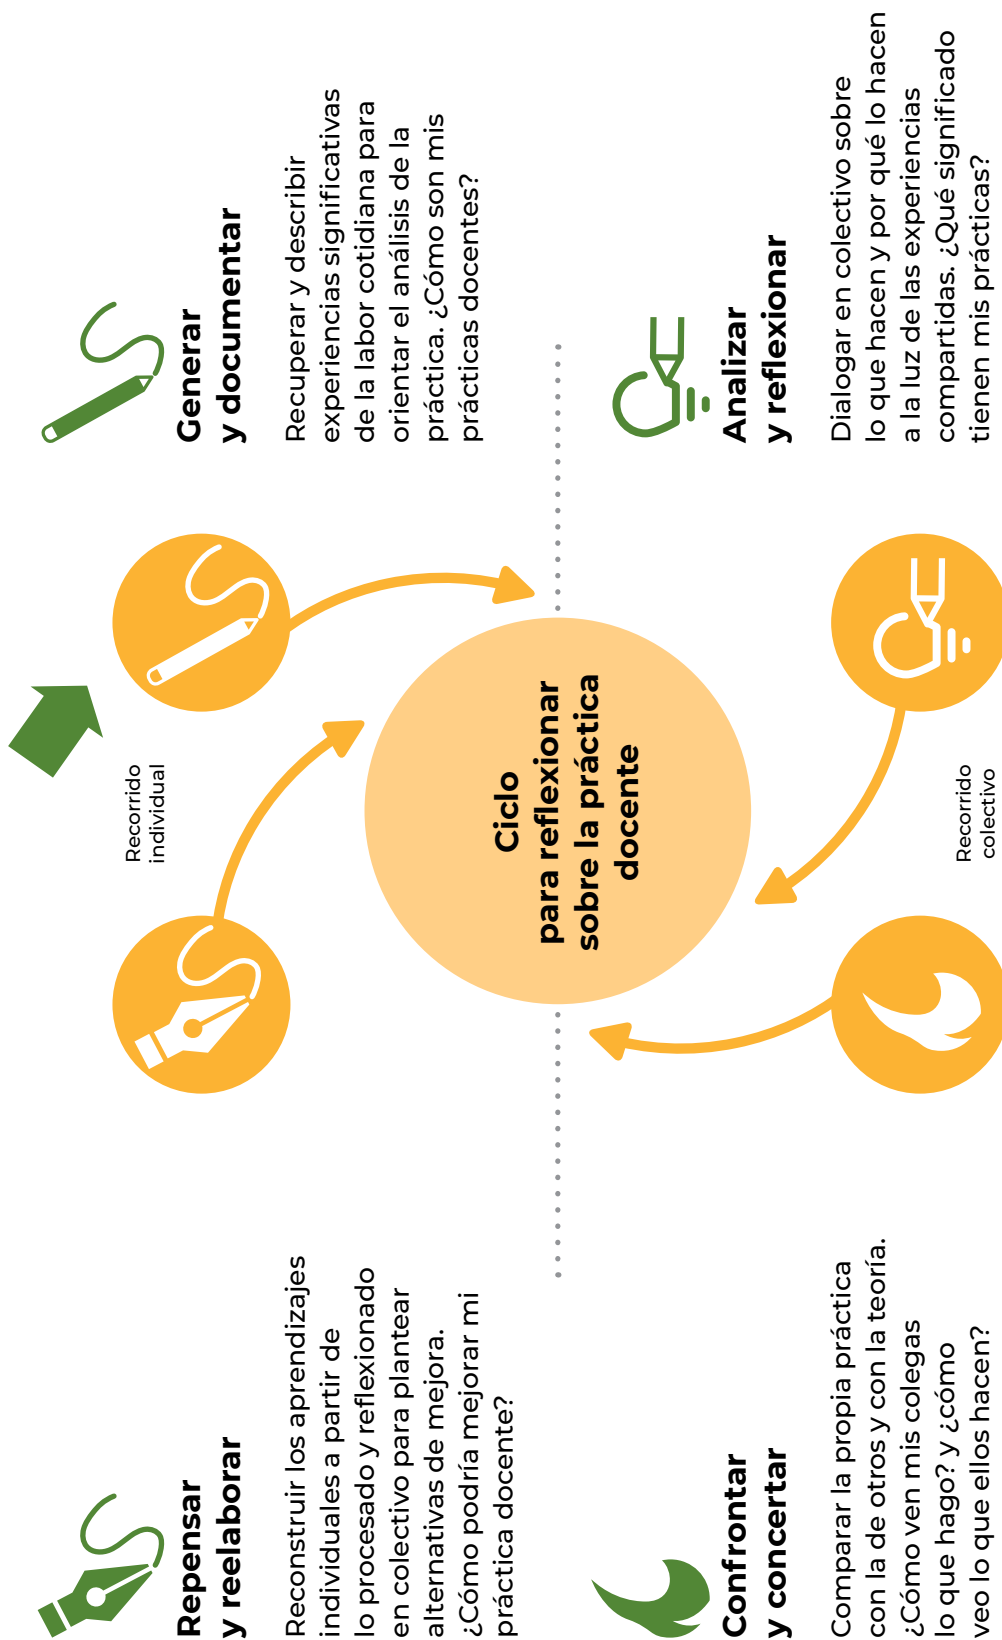 Repensar
y reelaborar
Reconstruir los aprendizajes
individuales a partir de
lo procesado y reflexionado
en colectivo para plantear
alternativas de mejora.
¿Cómo podría mejorar mi
práctica docente?
Recorrido
individual
Generar
y documentar
Recuperar y describir
experiencias significativas
de la labor cotidiana para
orientar el análisis de la
práctica. ¿Cómo son mis
prácticas docentes?
Ciclo
para reflexionar
sobre la práctica
docente
Confrontar
y concertar
Comparar la propia práctica
con la de otros y con la teoría.
¿Cómo ven mis colegas
lo que hago? y ¿cómo
veo lo que ellos hacen?
Recorrido
colectivo
Analizar
y reflexionar
Dialogar en colectivo sobre
lo que hacen y por qué lo hacen
a la luz de las experiencias
compartidas. ¿Qué significado
tienen mis prácticas?